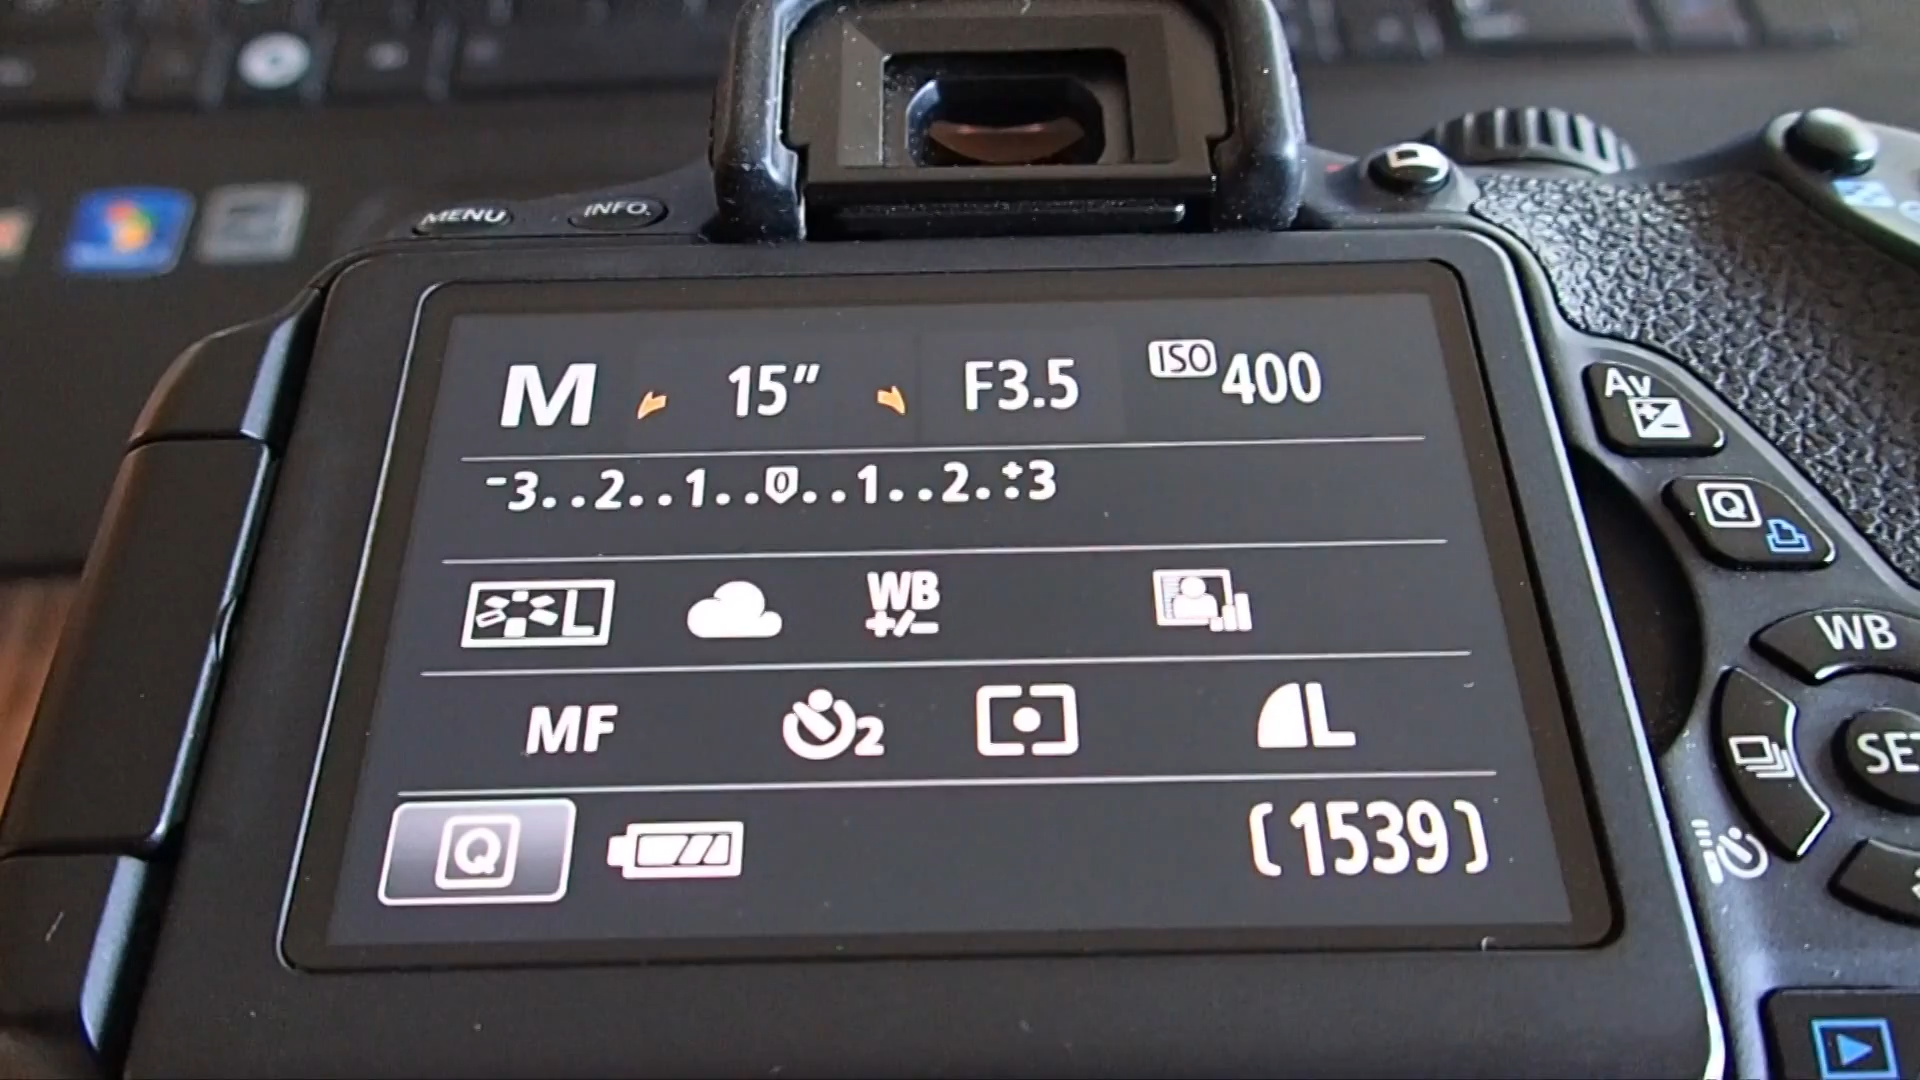 MENU INFO.
M 15" F3.5 ISO 400
-3..2..1..0..1..2.:+3
L WB +/-
MF 2 L
Q [1539]
Av
Q
WB
SET